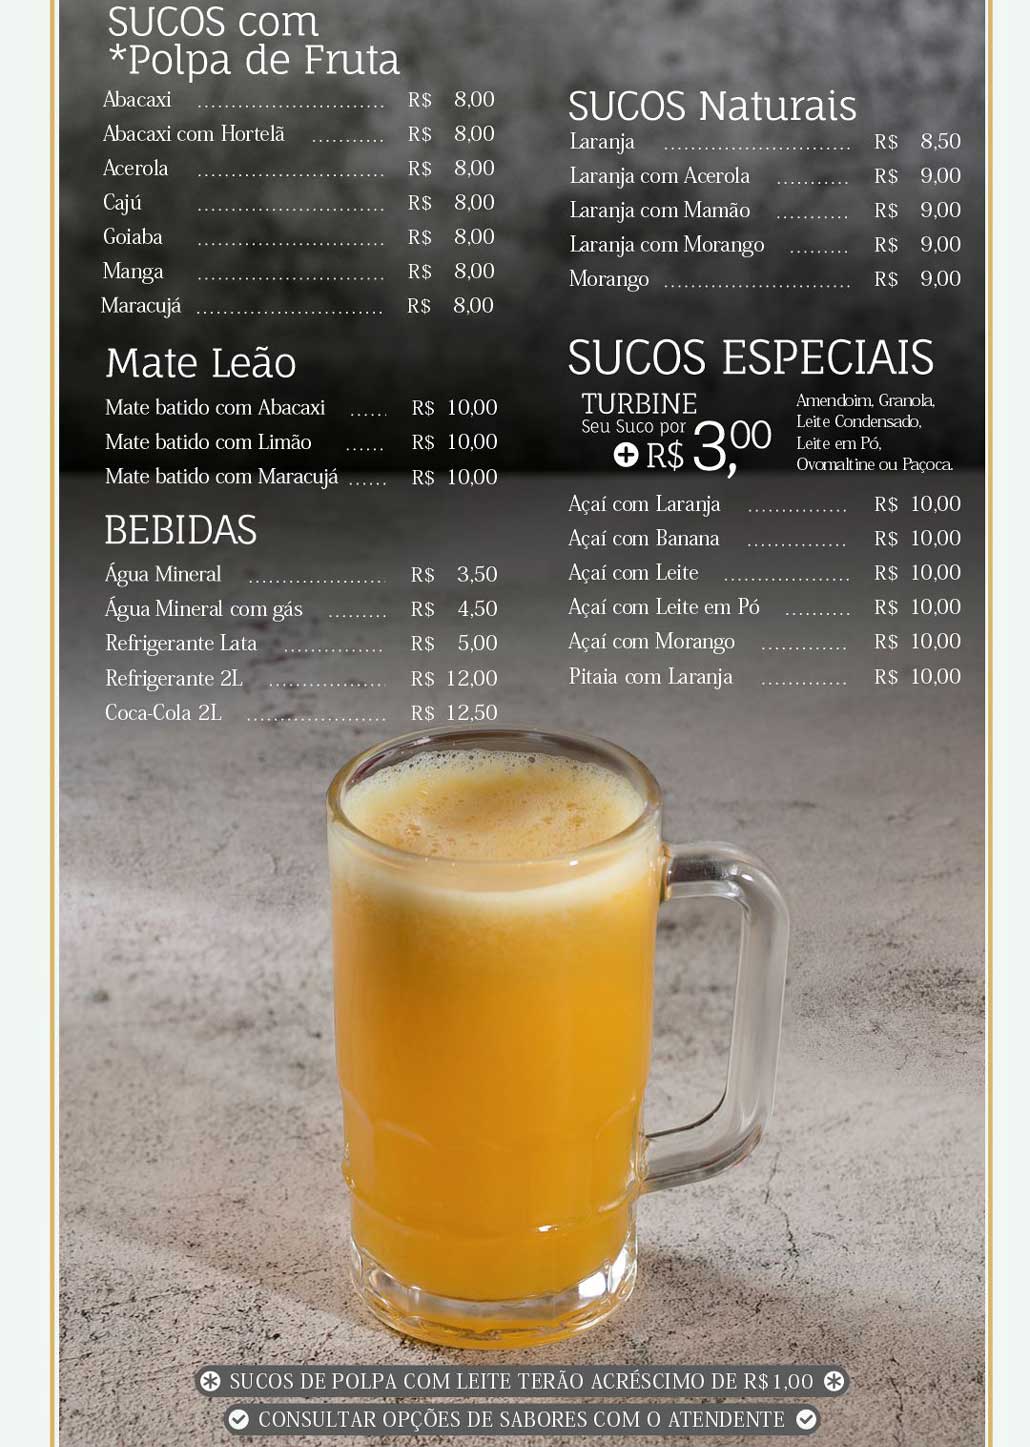 SUCOS com
*Polpa de Fruta
Abacaxi ............................ R$ 8,00
Abacaxi com Hortelã ........... R$ 8,00
Acerola ............................ R$ 8,00
Cajú ............................ R$ 8,00
Goiaba ............................ R$ 8,00
Manga ............................ R$ 8,00
Maracujá ............................ R$ 8,00
Mate Leão
Mate batido com Abacaxi ...... R$ 10,00
Mate batido com Limão ...... R$ 10,00
Mate batido com Maracujá ...... R$ 10,00
BEBIDAS
Água Mineral ..................... R$ 3,50
Água Mineral com gás ......... R$ 4,50
Refrigerante Lata ............... R$ 5,00
Refrigerante 2L .................. R$ 12,00
Coca-Cola 2L ..................... R$ 12,50
SUCOS Naturais
Laranja ............................ R$ 8,50
Laranja com Acerola ........... R$ 9,00
Laranja com Mamão ........... R$ 9,00
Laranja com Morango ......... R$ 9,00
Morango ............................ R$ 9,00
SUCOS ESPECIAIS
TURBINE
Seu Suco por
+ R$ 3,00
Amendoim, Granola,
Leite Condensado,
Leite em Pó,
Ovomaltine ou Paçoca.
Açaí com Laranja ............... R$ 10,00
Açaí com Banana ............... R$ 10,00
Açaí com Leite ................... R$ 10,00
Açaí com Leite em Pó .......... R$ 10,00
Açaí com Morango ............. R$ 10,00
Pitaia com Laranja ............. R$ 10,00
* SUCOS DE POLPA COM LEITE TERÃO ACRÉSCIMO DE R$ 1,00 *
CONSULTAR OPÇÕES DE SABORES COM O ATENDENTE